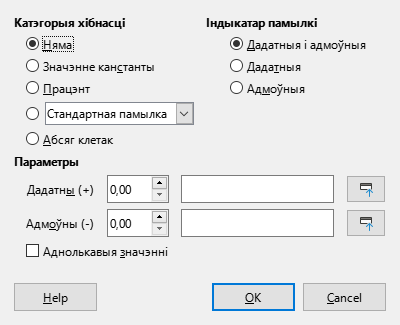 Катэгорыя хібнасці
Няма
Значэнне канстанты
Працэнт
Стандартная памылка
Абсяг клетак
Індыкатар памылкі
Дадатныя і адмоўныя
Дадатныя
Адмоўныя
Параметры
Дадатны (+) 0,00
Адмоўны (-) 0,00
Аднолькавыя значэнні
Help OK Cancel